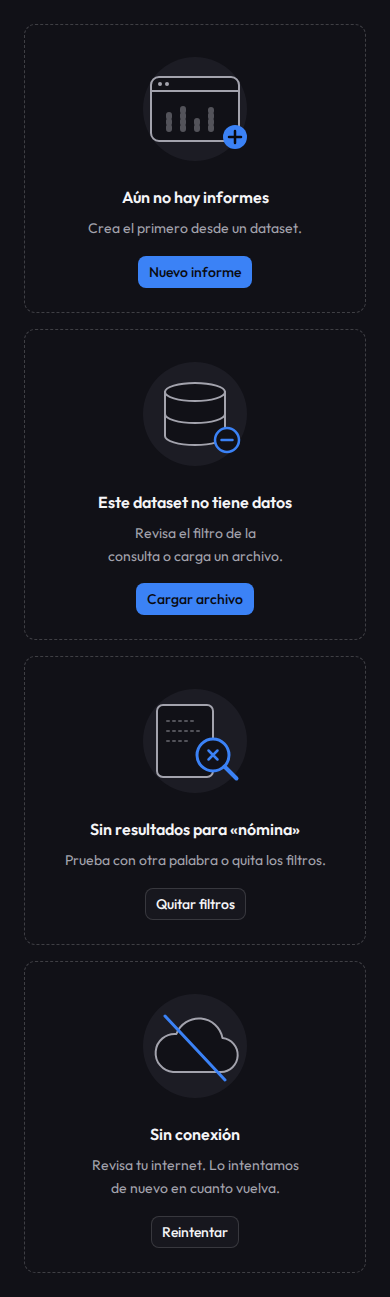 Aún no hay informes
Crea el primero desde un dataset.
Nuevo informe
Este dataset no tiene datos
Revisa el filtro de la
consulta o carga un archivo.
Cargar archivo
Sin resultados para «nómina»
Prueba con otra palabra o quita los filtros.
Quitar filtros
Sin conexión
Revisa tu internet. Lo intentamos
de nuevo en cuanto vuelva.
Reintentar